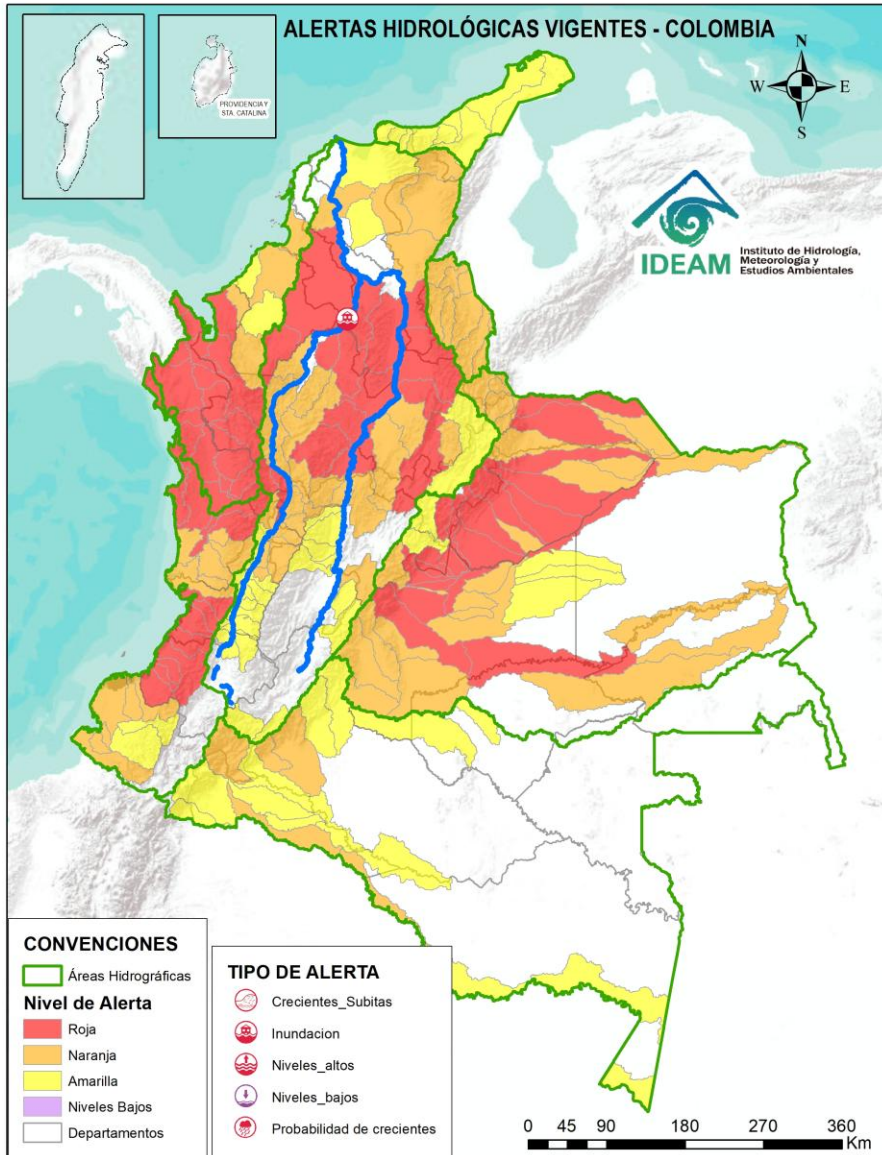 ALERTAS HIDROLÓGICAS VIGENTES - COLOMBIA
PROVIDENCIA Y
STA. CATALINA
N
W
E
S
IDEAM
Instituto de Hidrología,
Meteorología y
Estudios Ambientales
CONVENCIONES
Áreas Hidrográficas
Nivel de Alerta
Roja
Naranja
Amarilla
Niveles Bajos
Departamentos
TIPO DE ALERTA
Crecientes_Subitas
Inundacion
Niveles_altos
Niveles_bajos
Probabilidad de crecientes
0 45 90 180 270 360
Km